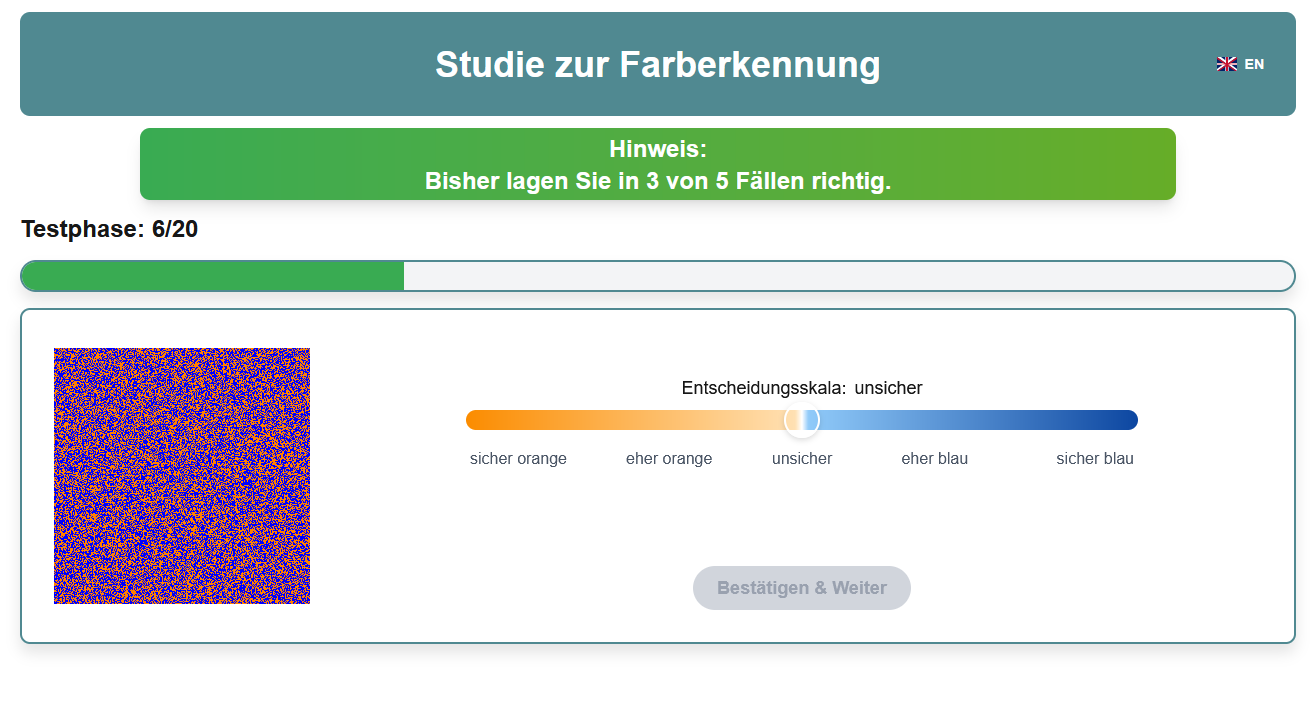 Studie zur Farberkennung
EN
Hinweis:
Bisher lagen Sie in 3 von 5 Fällen richtig.
Testphase: 6/20
Entscheidungsskala: unsicher
sicher orange eher orange unsicher eher blau sicher blau
Bestätigen & Weiter